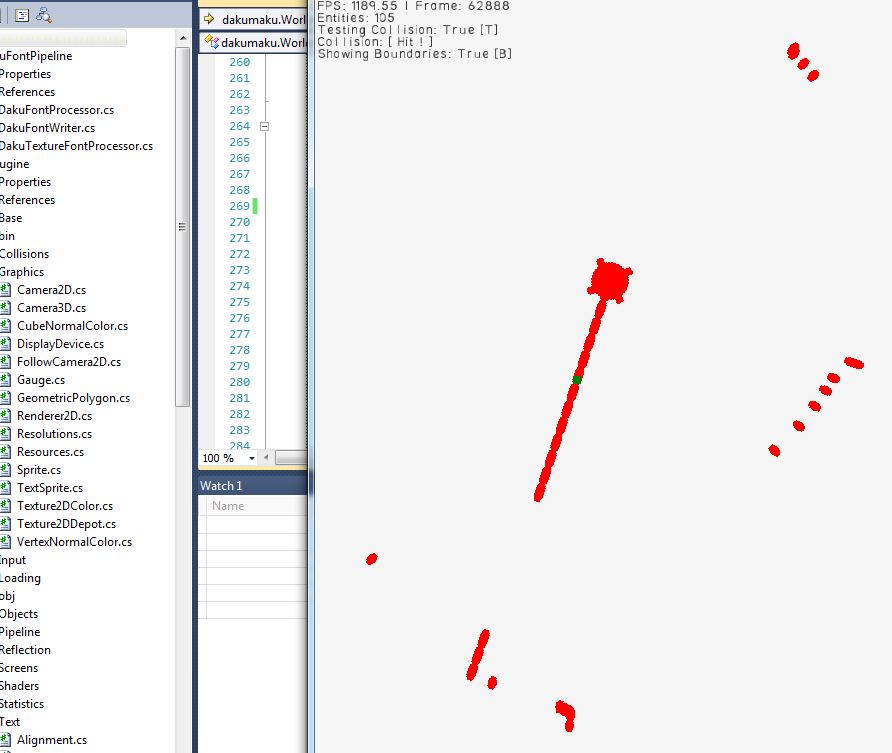 uFontPipeline
Properties
References
DakuFontProcessor.cs
DakuFontWriter.cs
DakuTextureFontProcessor.cs
ugine
Properties
References
Base
bin
Collisions
Graphics
Camera2D.cs
Camera3D.cs
CubeNormalColor.cs
DisplayDevice.cs
FollowCamera2D.cs
Gauge.cs
GeometricPolygon.cs
Renderer2D.cs
Resolutions.cs
Resources.cs
Sprite.cs
TextSprite.cs
Texture2DColor.cs
Texture2DDepot.cs
VertexNormalColor.cs
Input
Loading
obj
Objects
Pipeline
Reflection
Screens
Shaders
Statistics
Text
Alignment.cs
dakumaku.Worl
dakumaku.Worl
260
261
262
263
264
265
266
267
268
269
270
271
272
273
274
275
276
277
278
279
280
281
282
283
284
100 %
Watch 1
Name
FPS: 1189.55 | Frame: 62888
Entities: 105
Testing Collision: True [T]
Collision: [ Hit ! ]
Showing Boundaries: True [B]